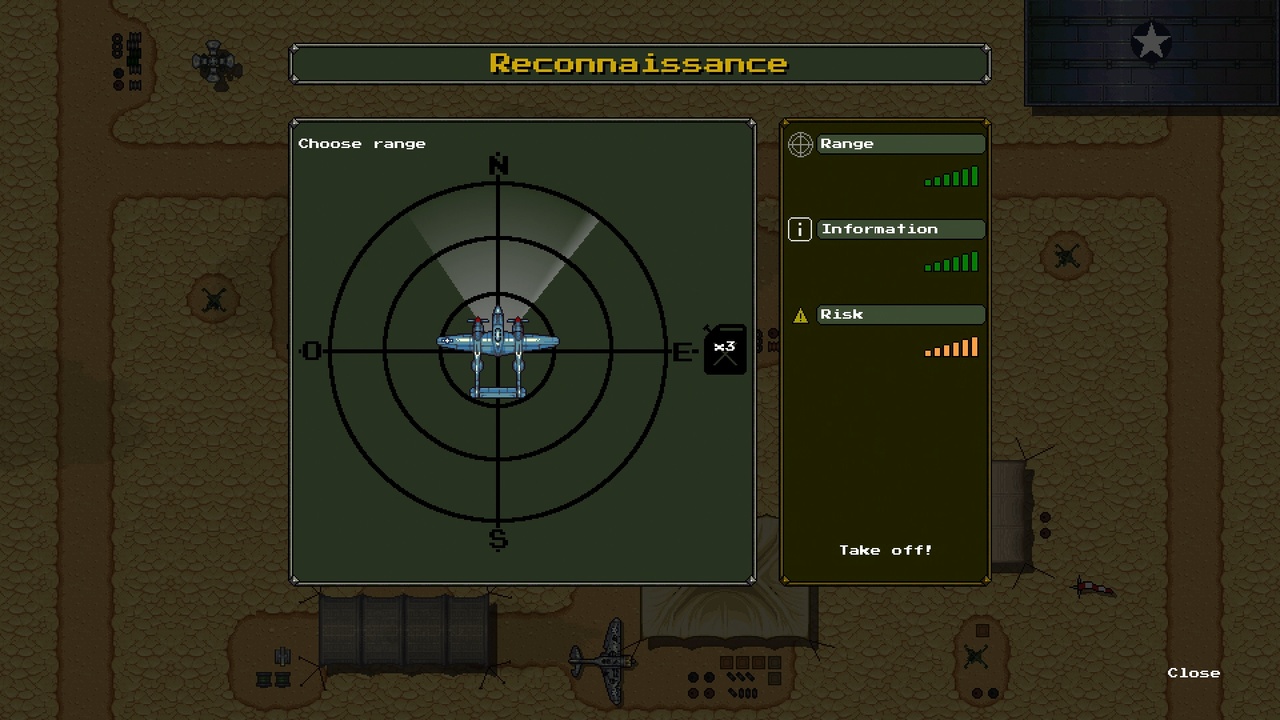 Reconnaissance
Choose range
N
O
E
S
x3
Range
Information
Risk
Take off!
Close